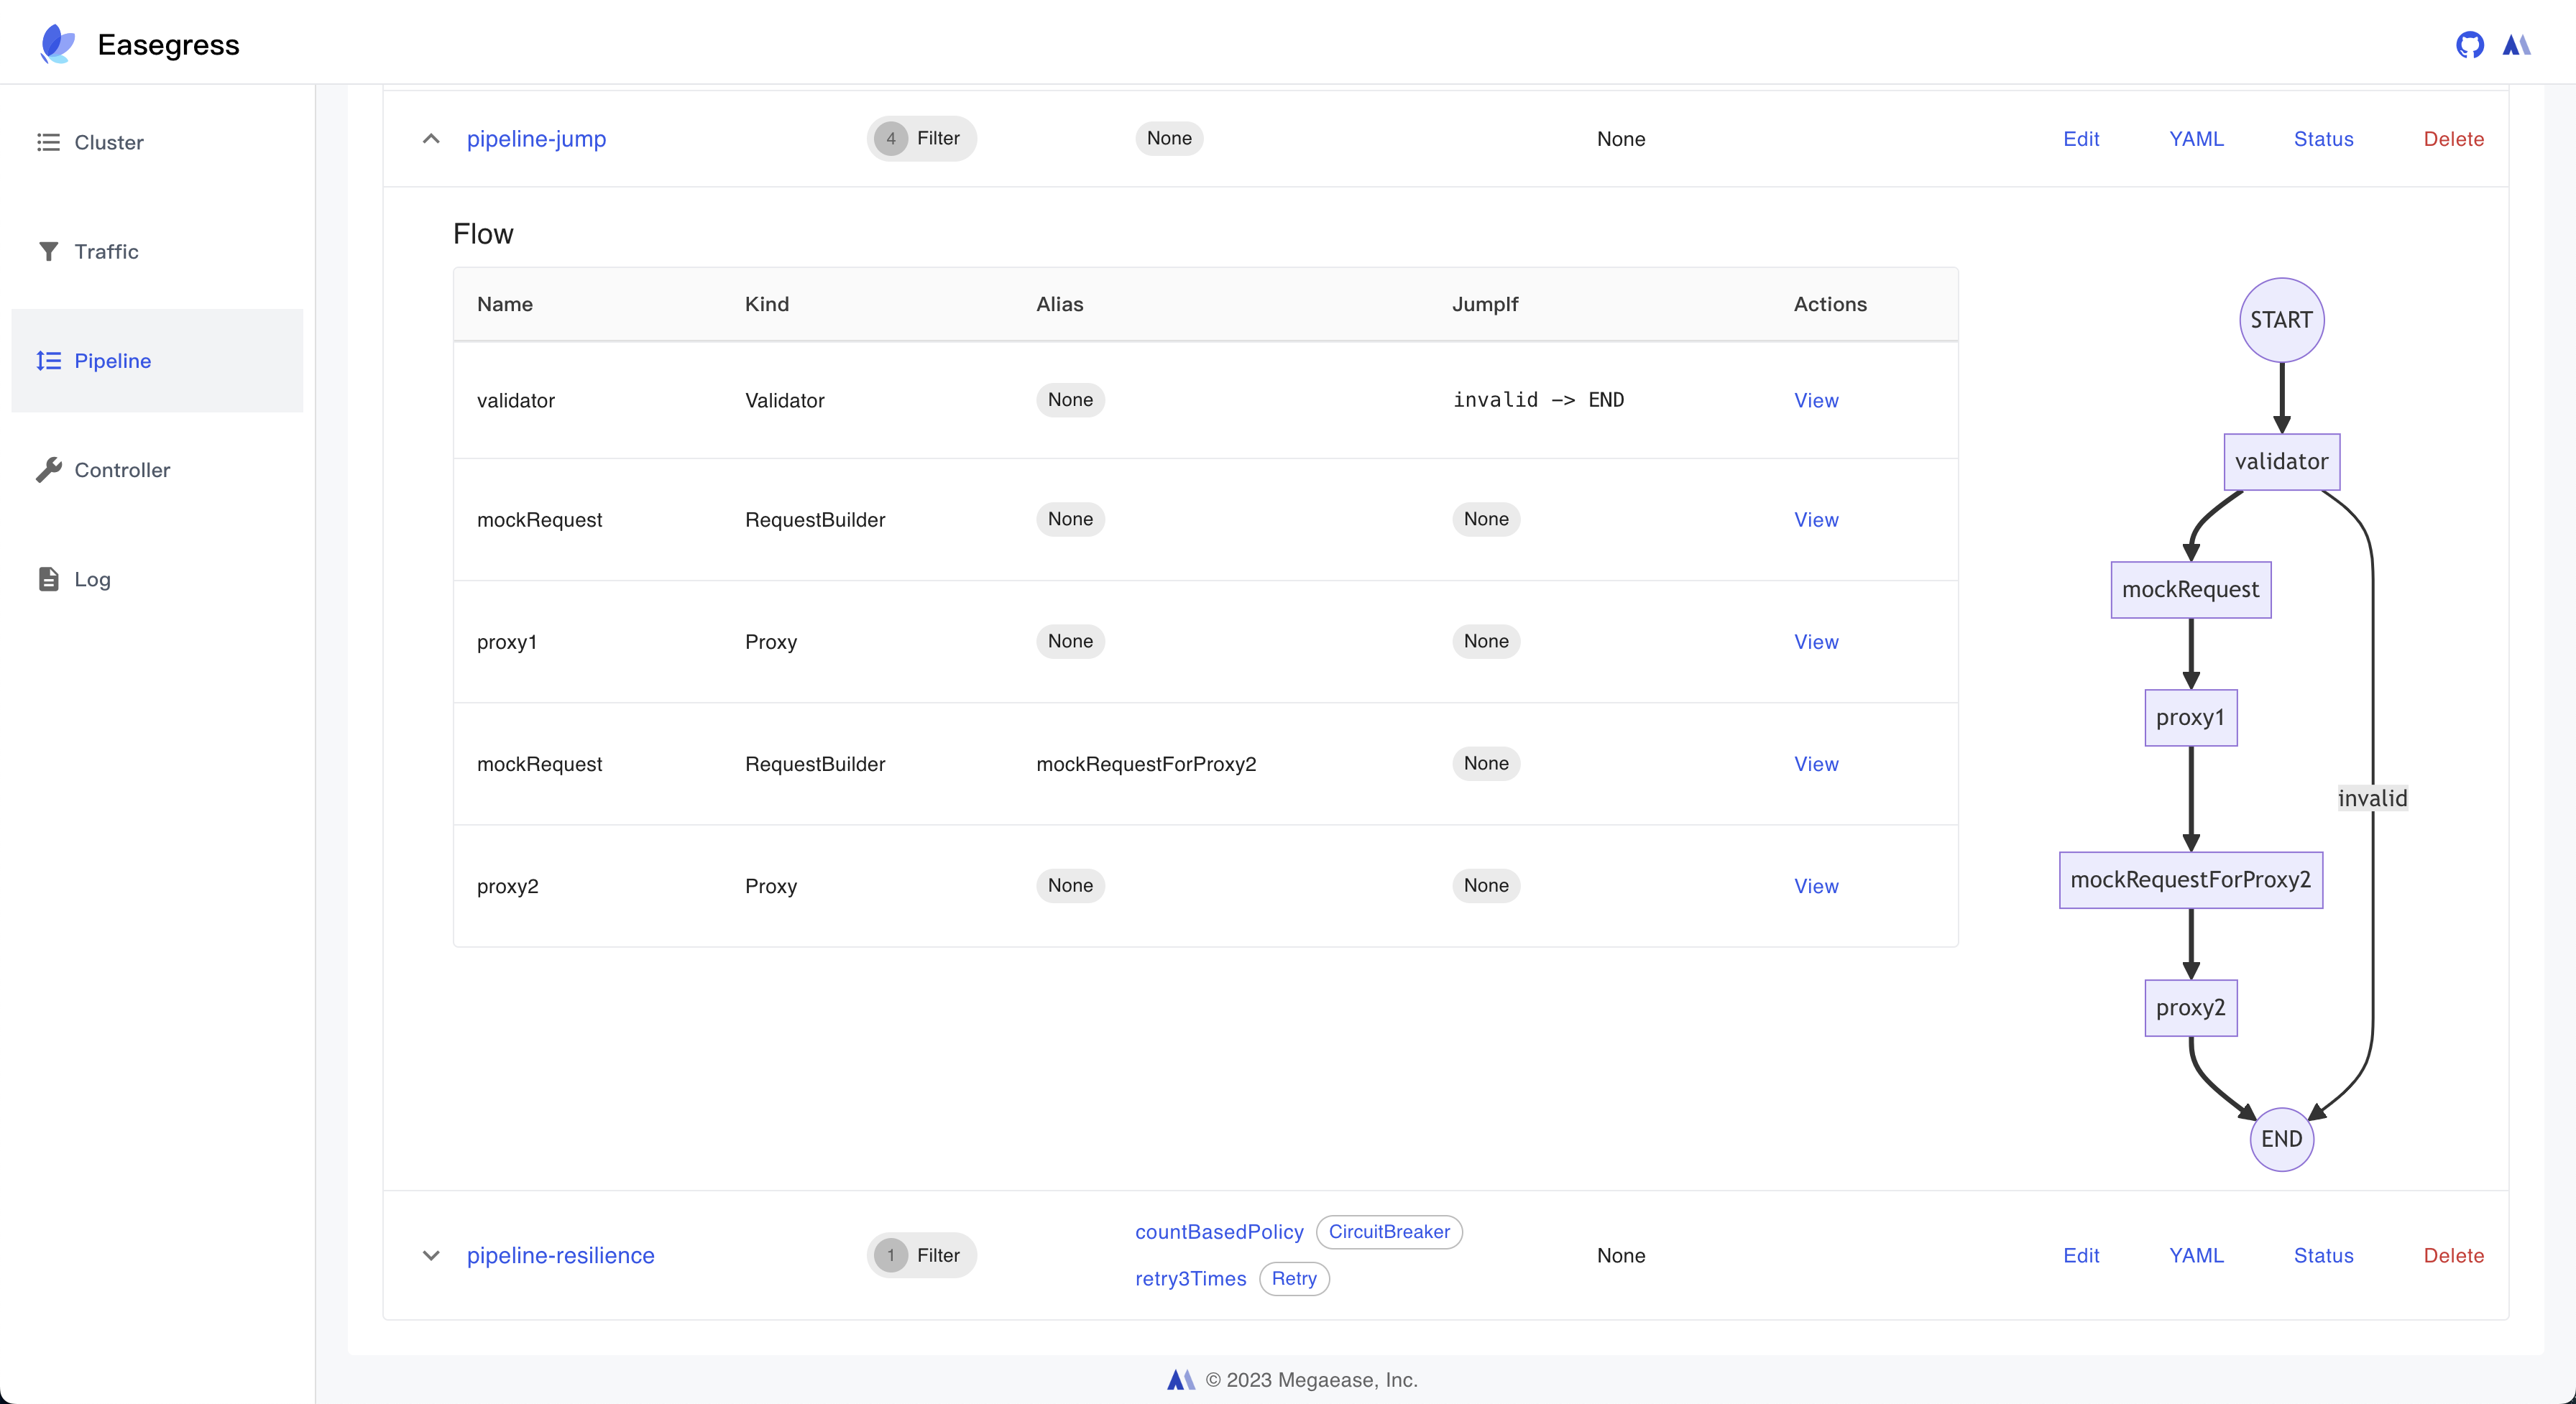 Easegress
Cluster
Traffic
Pipeline
Controller
Log
pipeline-jump 4 Filter None None Edit YAML Status Delete
Flow
Name Kind Alias JumpIf Actions
validator Validator None invalid -> END View
mockRequest RequestBuilder None None View
proxy1 Proxy None None View
mockRequest RequestBuilder mockRequestForProxy2 None View
proxy2 Proxy None None View
START
validator
mockRequest
proxy1
invalid
mockRequestForProxy2
proxy2
END
pipeline-resilience 1 Filter countBasedPolicy CircuitBreaker None Edit YAML Status Delete
retry3Times Retry
© 2023 Megaease, Inc.